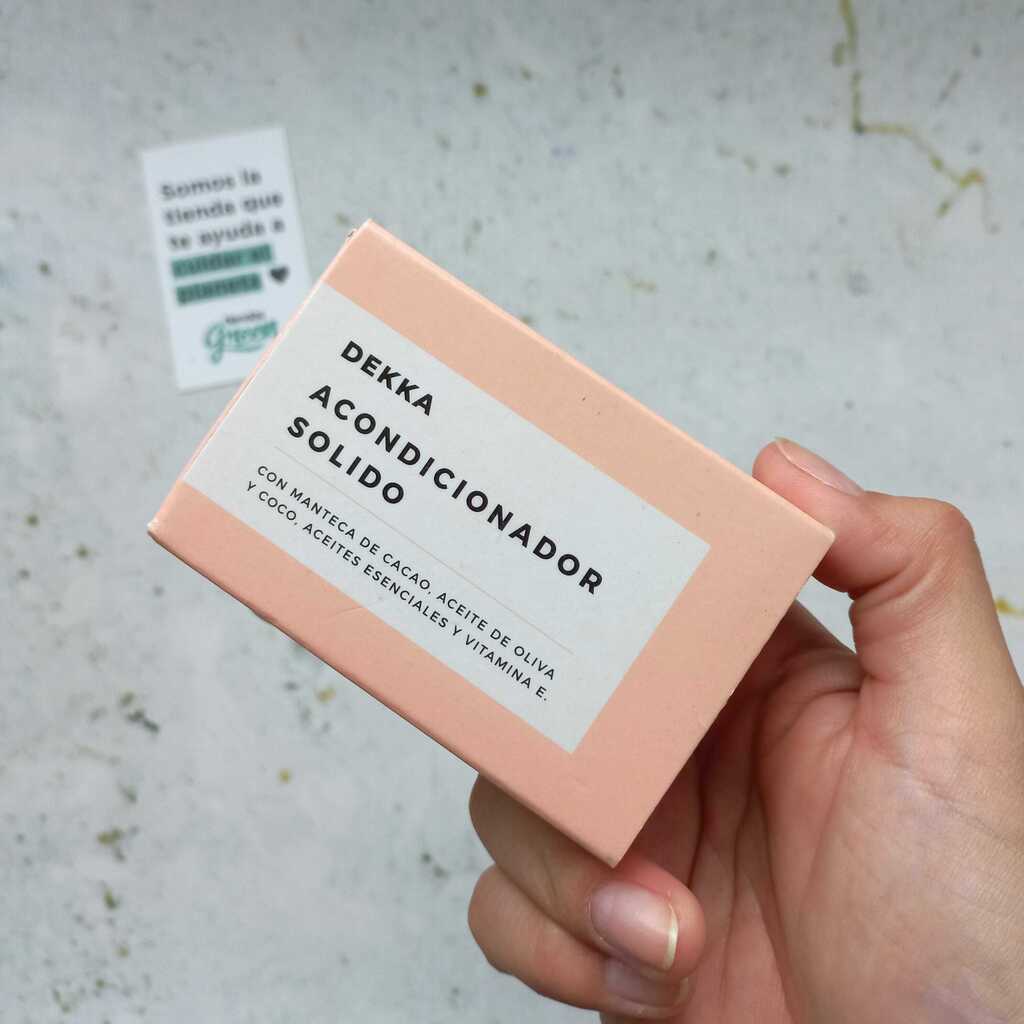 Somos la
tienda que
te ayuda a
cuidar el
planeta
Green
DEKKA
ACONDICIONADOR
SOLIDO
CON MANTECA DE CACAO, ACEITE DE OLIVA
Y COCO, ACEITES ESENCIALES Y VITAMINA E.